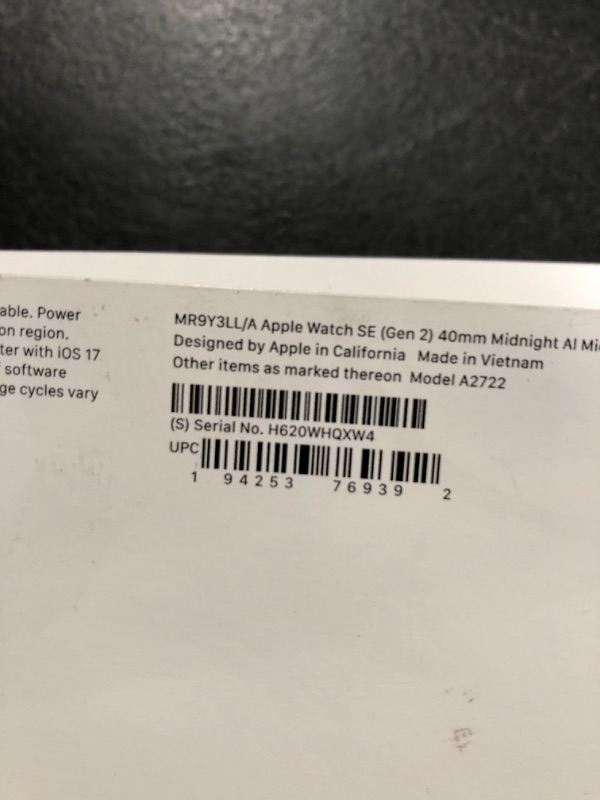 able. Power
on region.
ter with iOS 17
software
ge cycles vary
MR9Y3LL/A Apple Watch SE (Gen 2) 40mm Midnight Al Mi
Designed by Apple in California Made in Vietnam
Other items as marked thereon Model A2722
(S) Serial No. H620WHQXW4
UPC
1 94253 76939 2